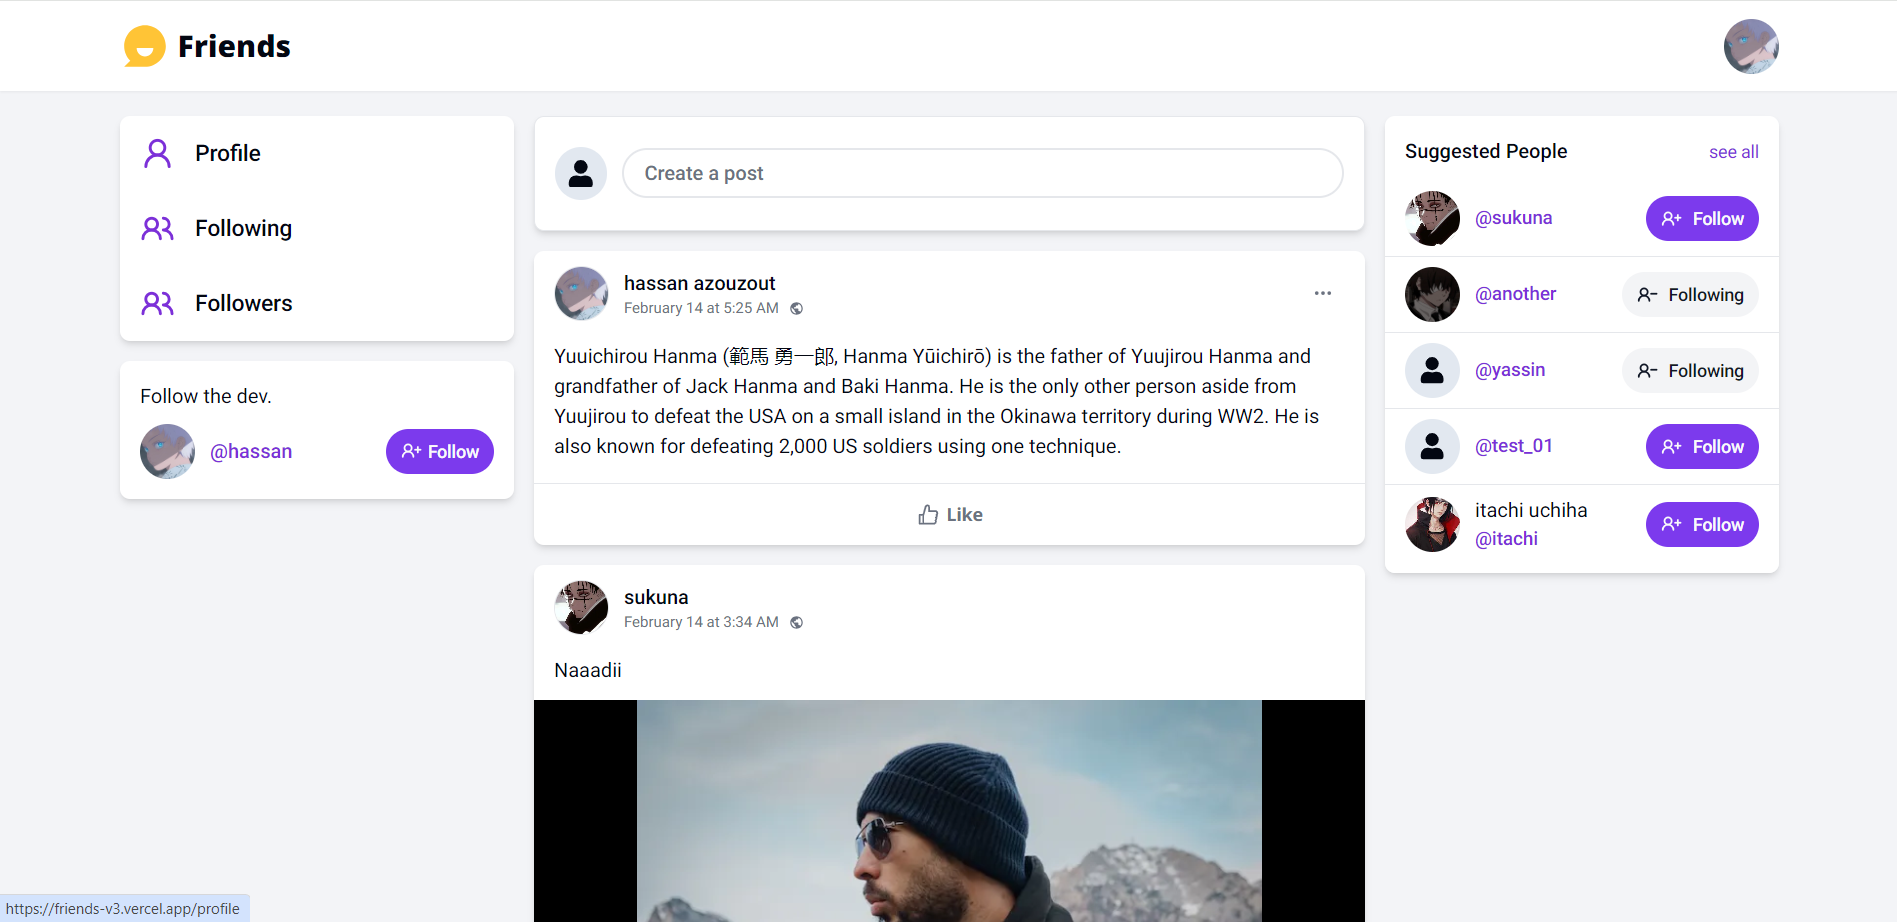 Friends
Profile
Following
Followers
Follow the dev.
@hassan
Follow
Create a post
hassan azouzout
February 14 at 5:25 AM
Yuuichirou Hanma (範馬 勇一郎, Hanma Yūichirō) is the father of Yuujirou Hanma and
grandfather of Jack Hanma and Baki Hanma. He is the only other person aside from
Yuujirou to defeat the USA on a small island in the Okinawa territory during WW2. He is
also known for defeating 2,000 US soldiers using one technique.
Like
sukuna
February 14 at 3:34 AM
Naaadii
Suggested People
see all
@sukuna
Follow
@another
Following
@yassin
Following
@test_01
Follow
itachi uchiha
@itachi
Follow
https://friends-v3.vercel.app/profile